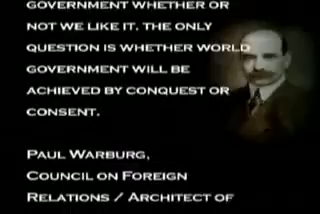 GOVERNMENT WHETHER OR
NOT WE LIKE IT. THE ONLY
QUESTION IS WHETHER WORLD
GOVERNMENT WILL BE
ACHIEVED BY CONQUEST OR
CONSENT.
PAUL WARBURG,
COUNCIL ON FOREIGN
RELATIONS / ARCHITECT OF